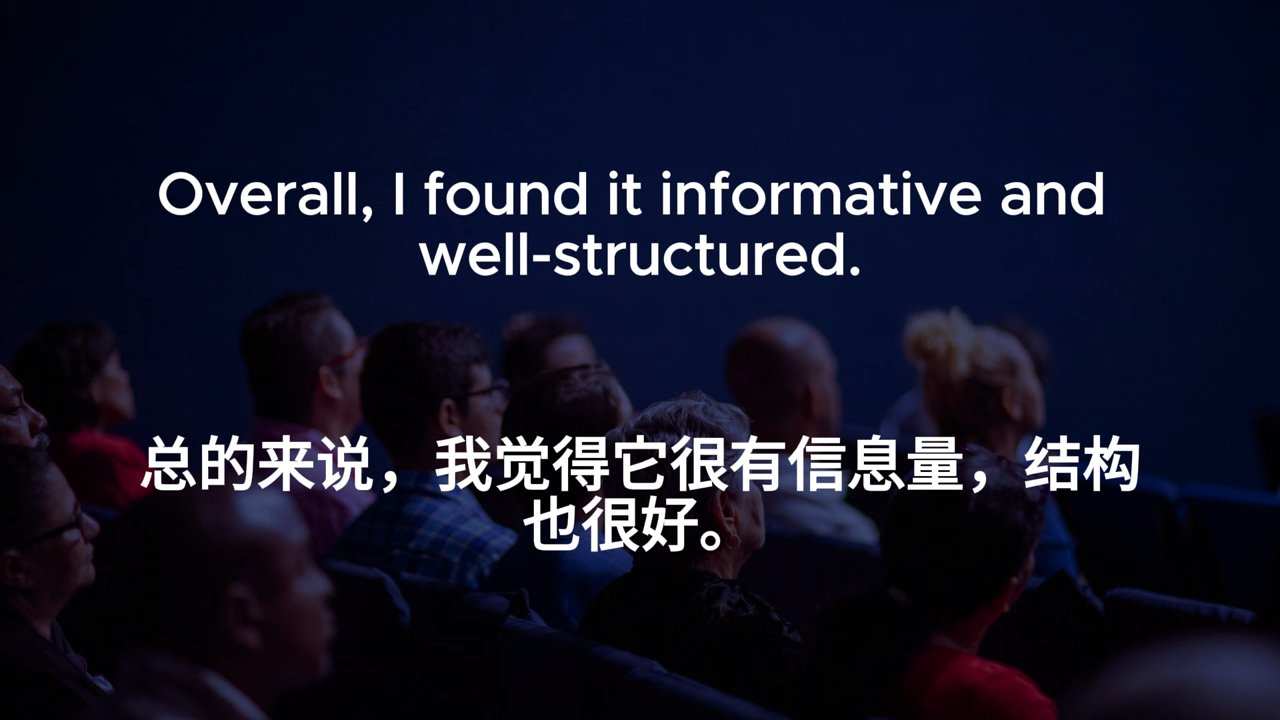 Overall, I found it informative and
well-structured.
总的来说，我觉得它很有信息量，结构
也很好。